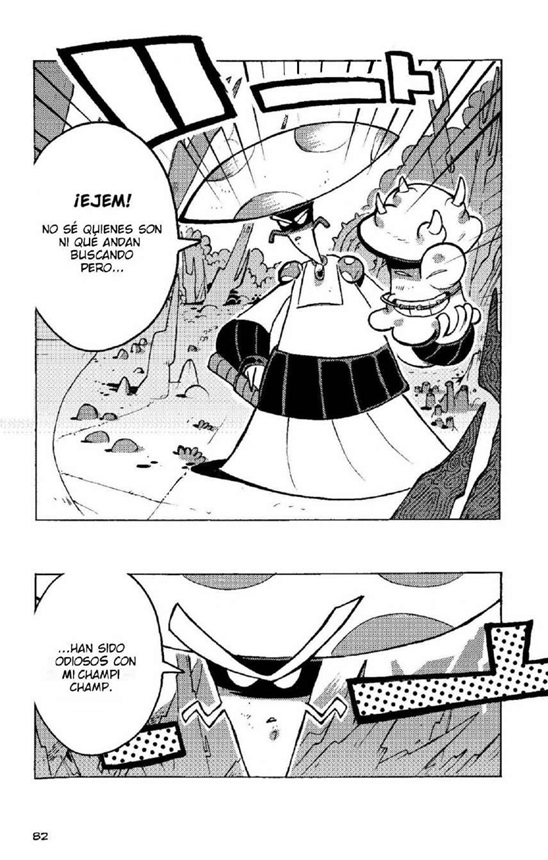 ¡EJEM!
NO SÉ QUIENES SON
NI QUÉ ANDAN
BUSCANDO
PERO...
...HAN SIDO
ODIOSOS CON
MI CHAMPI
CHAMP.
82